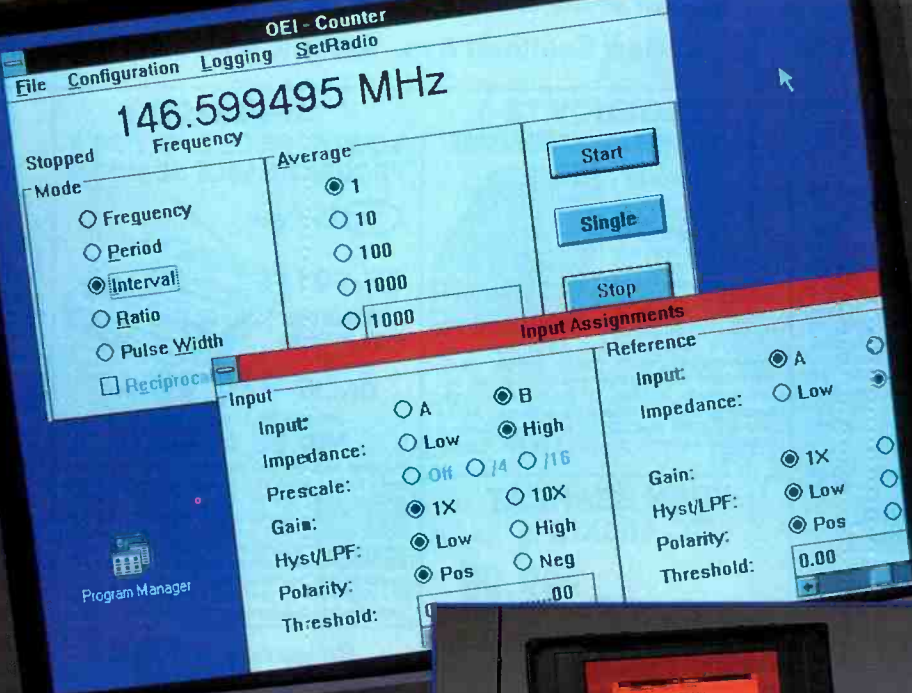 OEI - Counter
File Configuration Logging SetRadio
146.599495 MHz
Stopped Frequency
Mode
Frequency
Period
Interval
Ratio
Pulse Width
Average
1
10
100
1000
1000
Start
Single
Stop
Input Assignments
Input
Input: A B
Impedance: Low High
Prescale: Off /4 /16
Gain: 1X 10X
Hyst/LPF: Low High
Polarity: Pos Neg
Threshold: .00
Reference
Input: A
Impedance: Low
Gain: 1X
Hyst/LPF: Low
Polarity: Pos
Threshold: 0.00
Program Manager